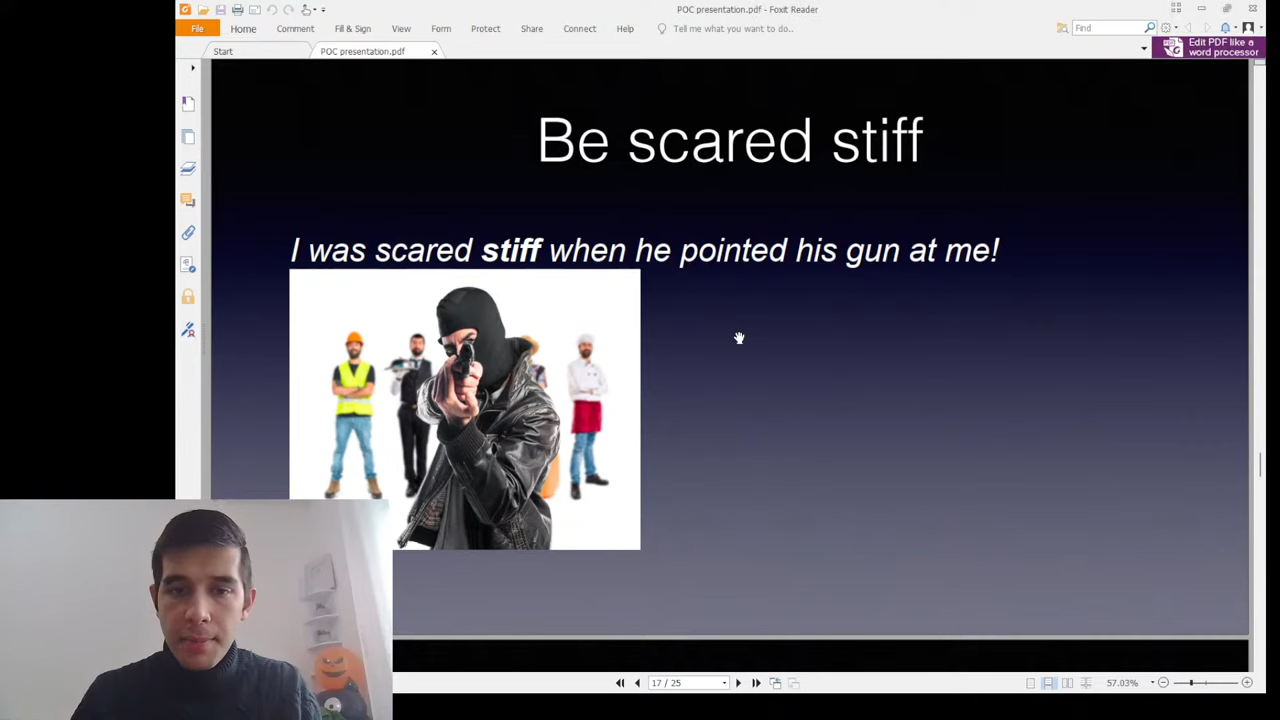 POC presentation.pdf - Foxit Reader
File Home Comment Fill & Sign View Form Protect Share Connect Help Tell me what you want to do.. Find
Start POC presentation.pdf
Edit PDF like a
word processor
Be scared stiff
I was scared stiff when he pointed his gun at me!
17 / 25
57.03%